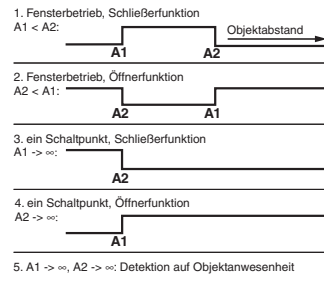 1. Fensterbetrieb, Schließerfunktion
A1 < A2:
Objektabstand
A1 A2
2. Fensterbetrieb, Öffnerfunktion
A2 < A1:
A2 A1
3. ein Schaltpunkt, Schließerfunktion
A1 -> ∞:
A2
4. ein Schaltpunkt, Öffnerfunktion
A2 -> ∞:
A1
5. A1 -> ∞, A2 -> ∞: Detektion auf Objektanwesenheit